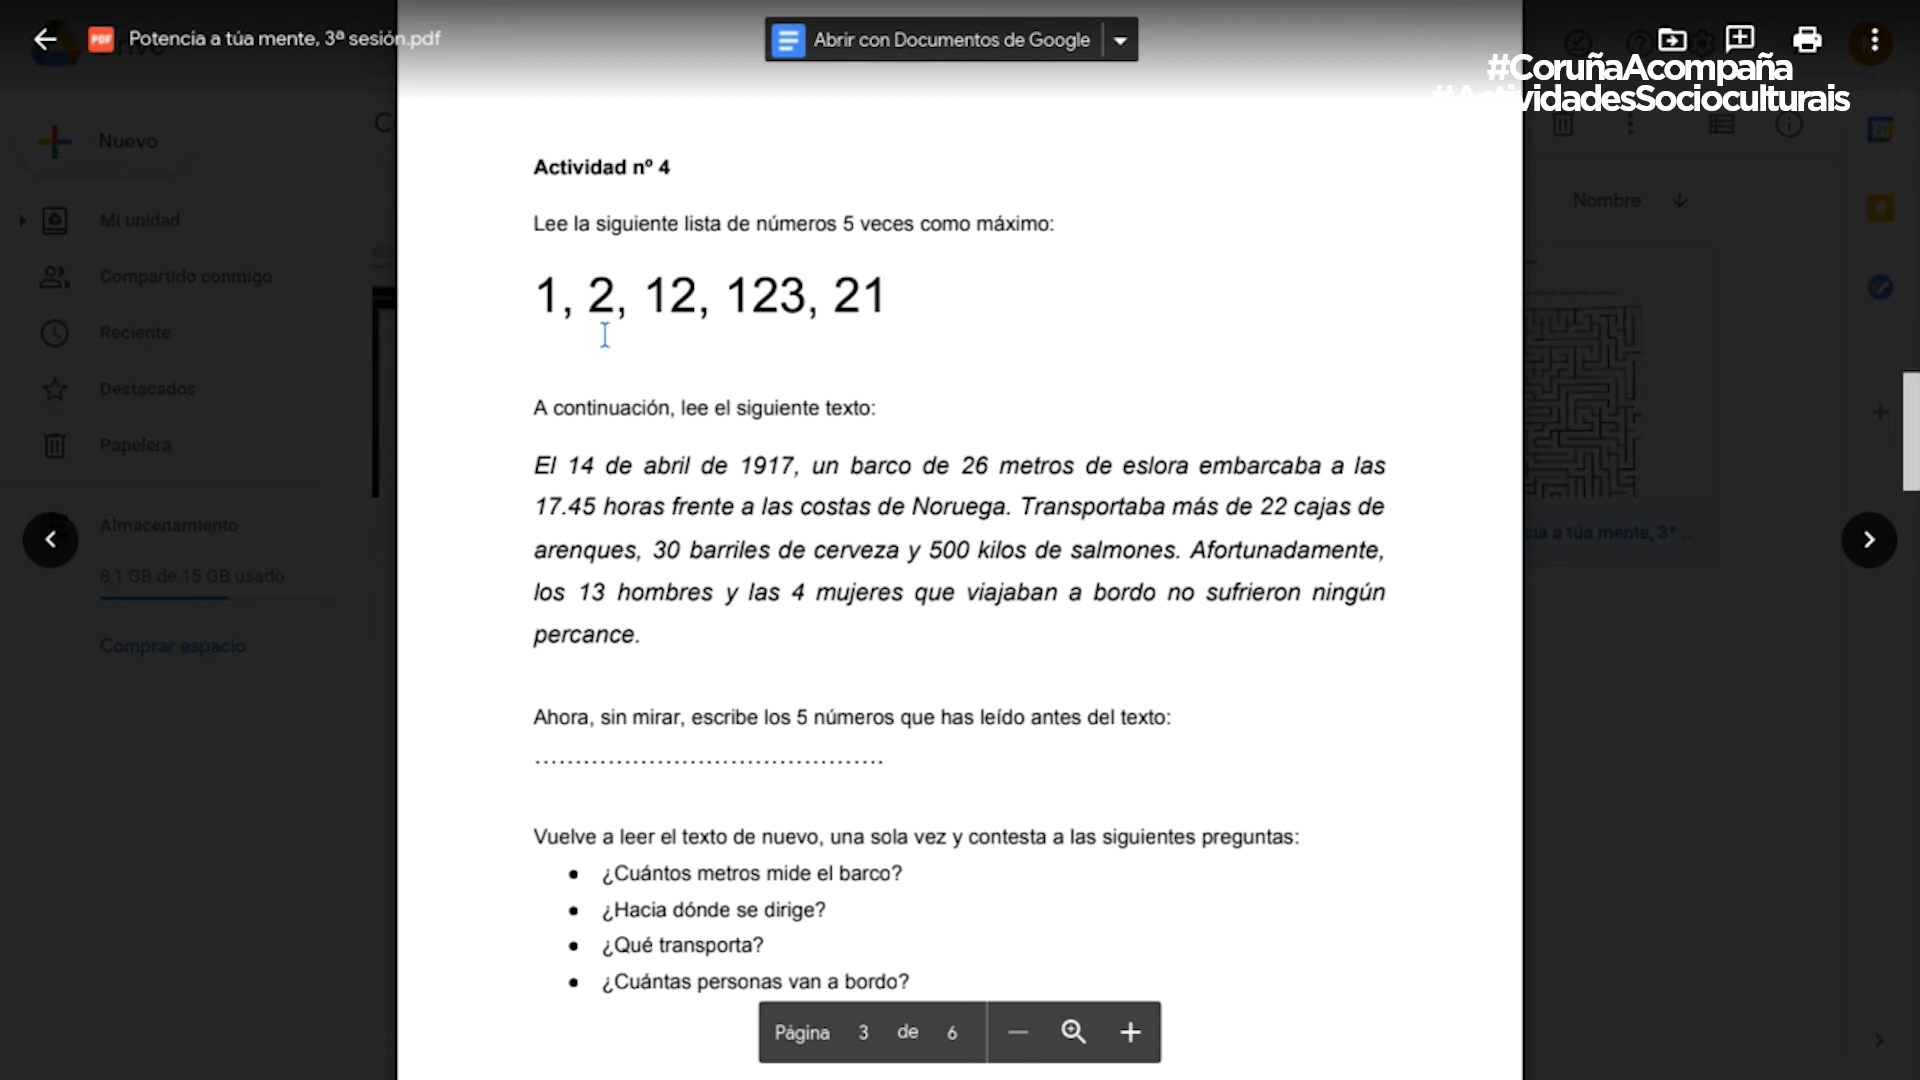 Potencia a túa mente, 3ª sesión.pdf
Abrir con Documentos de Google
#CoruñaAcompaña
#ActividadesSocioculturais
Nuevo
Mi unidad
Compartido conmigo
Reciente
Destacados
Papelera
Almacenamiento
8,1 GB de 15 GB usado
Comprar espacio
Nombre
Actividad nº 4
Lee la siguiente lista de números 5 veces como máximo:
1, 2, 12, 123, 21
A continuación, lee el siguiente texto:
El 14 de abril de 1917, un barco de 26 metros de eslora embarcaba a las
17.45 horas frente a las costas de Noruega. Transportaba más de 22 cajas de
arenques, 30 barriles de cerveza y 500 kilos de salmones. Afortunadamente,
los 13 hombres y las 4 mujeres que viajaban a bordo no sufrieron ningún
percance.
Ahora, sin mirar, escribe los 5 números que has leído antes del texto:
...........................................
Vuelve a leer el texto de nuevo, una sola vez y contesta a las siguientes preguntas:
• ¿Cuántos metros mide el barco?
• ¿Hacia dónde se dirige?
• ¿Qué transporta?
• ¿Cuántas personas van a bordo?
a túa mente, 3ª ...
Página 3 de 6